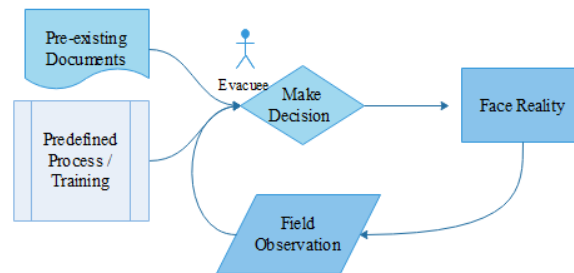 Pre-existing
Documents
Evacuee
Make
Decision
Face Reality
Predefined
Process /
Training
Field
Observation